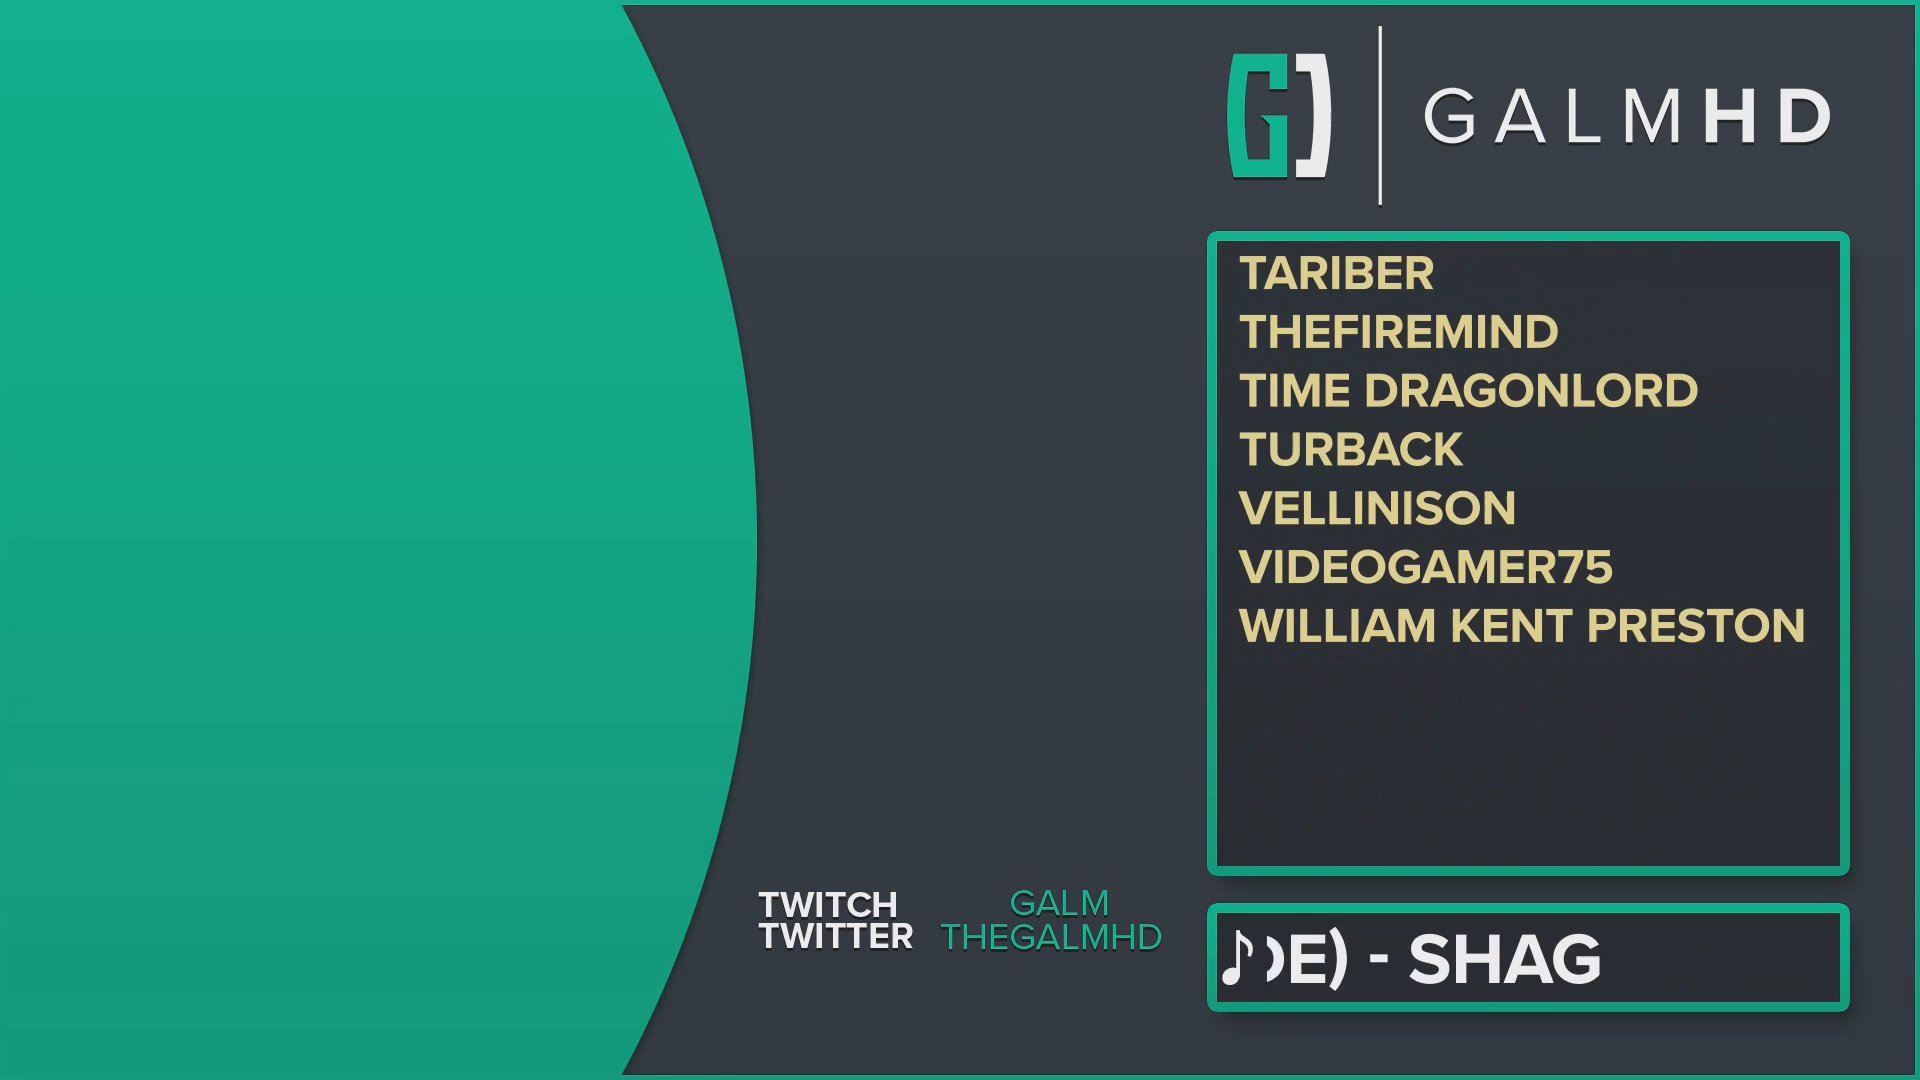 GALMHD
TARIBER
THEFIREMIND
TIME DRAGONLORD
TURBACK
VELLINISON
VIDEOGAMER75
WILLIAM KENT PRESTON
TWITCH GALM
TWITTER THEGALMHD
E) - SHAG